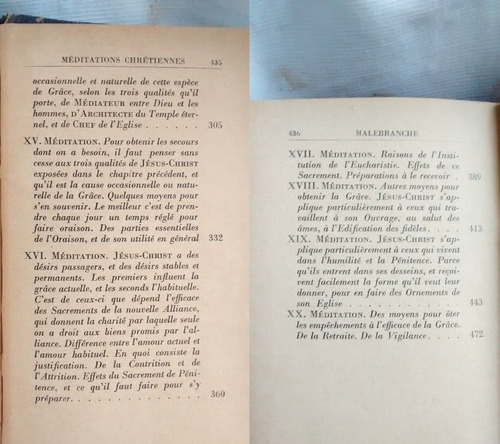 MÉDITATIONS CHRÉTIENNES 435
occasionnelle et naturelle de cette espèce
de Grâce, selon les trois qualités qu'il
porte, de MÉDIATEUR entre Dieu et les
hommes, D'ARCHITECTE du Temple éter-
nel, et de CHEF de l'Eglise . . . . . . 305
XV. MÉDITATION. Pour obtenir les secours
dont on a besoin, il faut penser sans
cesse aux trois qualités de JÉSUS-CHRIST
exposées dans le chapitre précédent, et
qu'il est la cause occasionnelle ou natu-
relle de la Grâce. Quelques moyens pour
s'en souvenir. Le meilleur c'est de pren-
dre chaque jour un temps réglé pour
faire oraison. Des parties essentielles
de l'Oraison, et de son utilité en général 332
XVI. MÉDITATION. JÉSUS-CHRIST a des
désirs passagers, et des désirs stables et
permanents. Les premiers influent la
grâce actuelle, et les seconds l'habituelle.
C'est de ceux-ci que dépend l'efficace
des Sacrements de la nouvelle Alliance,
qui donnent la charité par laquelle seule
on a droit aux biens promis par l'al-
liance. Différence entre l'amour actuel et
l'amour habituel. En quoi consiste la
justification. De la Contrition et de
l'Attrition. Effets du Sacrement de Péni-
tence, et ce qu'il faut faire pour s'y
préparer. . . . . . . . . . . . 360
436 MALEBRANCHE
XVII. MÉDITATION. Raisons de l'Insti-
tution de l'Eucharistie. Effets de ce
Sacrement. Préparations à le recevoir . 389
XVIII. MÉDITATION. Autres moyens pour
obtenir la Grâce. JÉSUS-CHRIST s'ap-
plique particulièrement à ceux qui tra-
vaillent à son Ouvrage, au salut des
âmes, à l'Edification des fidèles . . . . 413
XIX. MÉDITATION. JÉSUS-CHRIST s'ap-
plique particulièrement à ceux qui vivent
dans l'humilité et la Pénitence. Parce
qu'ils entrent dans ses desseins, et reçoi-
vent facilement la forme qu'il veut leur
donner, pour en faire des Ornements de
son Eglise . . . . . . . . . . . 443
XX. MÉDITATION. Des moyens pour ôter
les empêchements à l'efficace de la Grâce.
De la Retraite. De la Vigilance . . . . 472